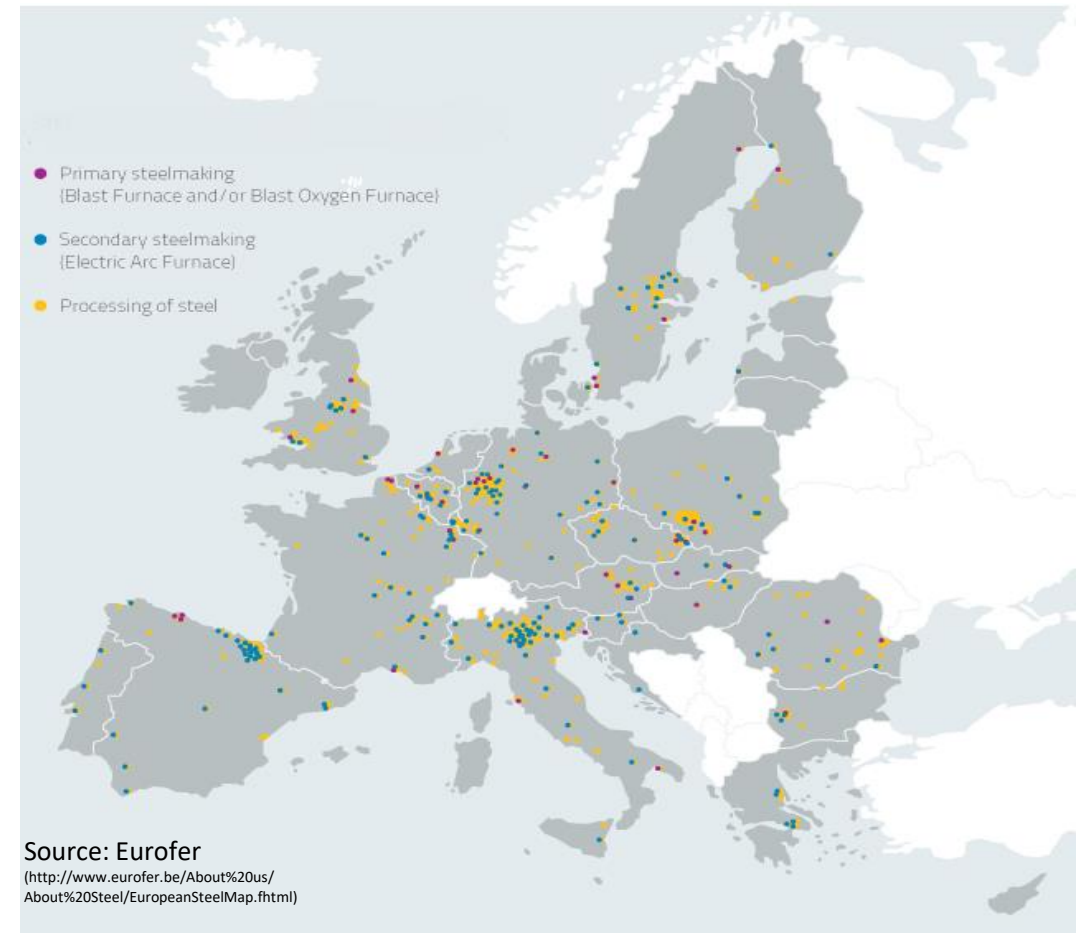 Primary steelmaking
(Blast Furnace and/or Blast Oxygen Furnace)
Secondary steelmaking
(Electric Arc Furnace)
Processing of steel
Source: Eurofer
(http://www.eurofer.be/About%20us/
About%20Steel/EuropeanSteelMap.fhtml)